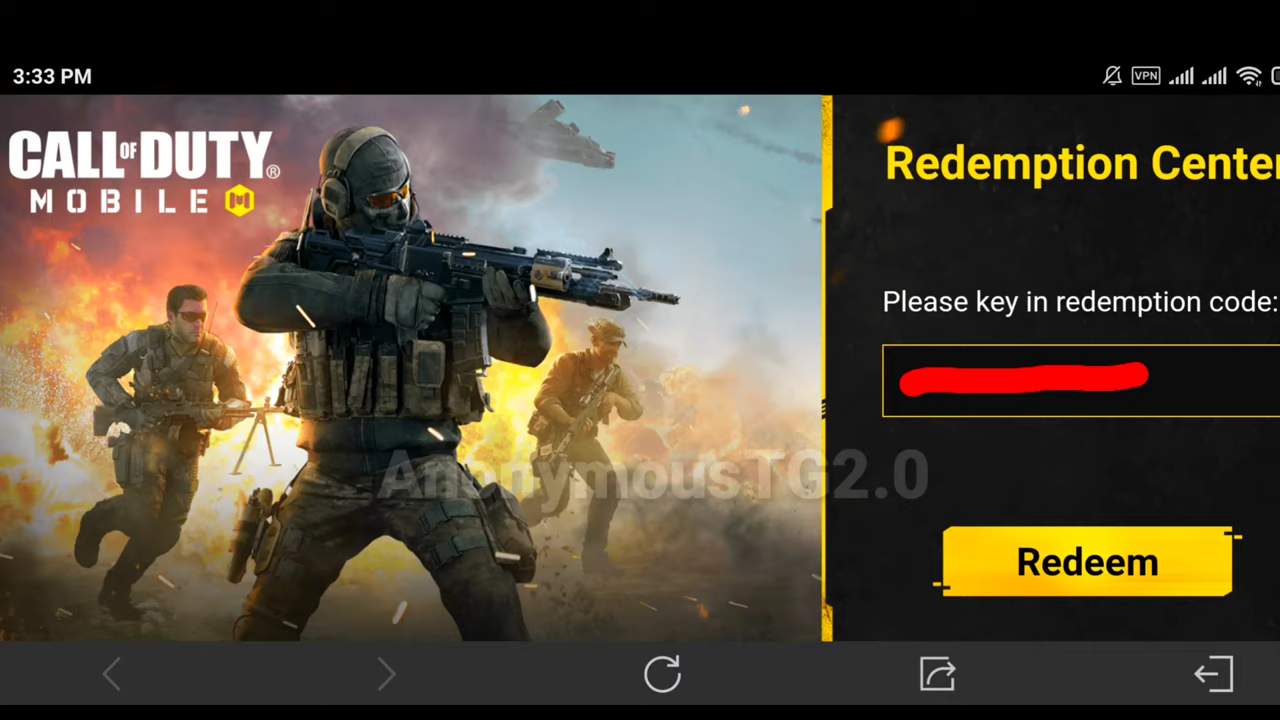 3:33 PM
VPN
CALL OF DUTY®
MOBILE
Redemption Center
Please key in redemption code:
AnonymousTG2.0
Redeem